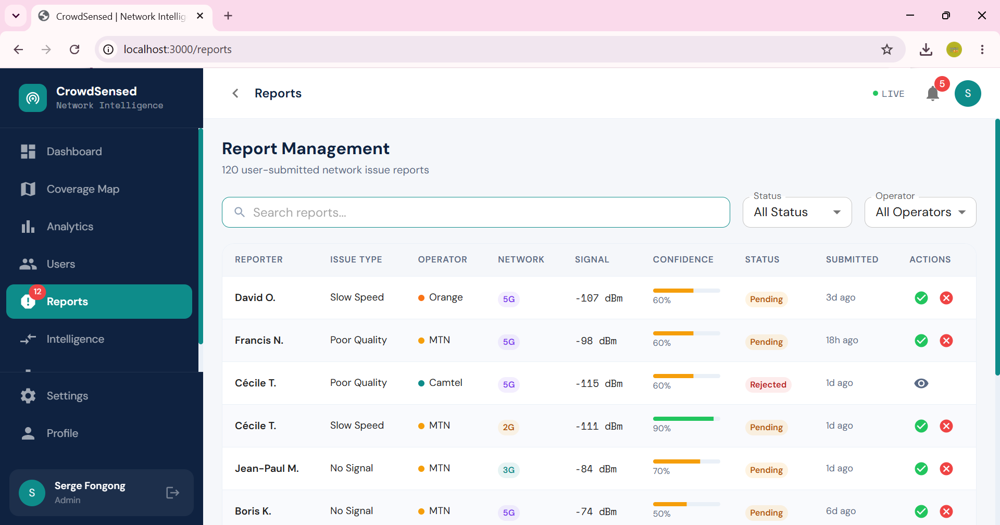 CrowdSensed | Network Intellig
localhost:3000/reports
CrowdSensed
Network Intelligence
Dashboard
Coverage Map
Analytics
Users
12
Reports
Intelligence
Settings
Profile
S
Serge Fongong
Admin
Reports
LIVE
5
S
Report Management
120 user-submitted network issue reports
Search reports...
Status
All Status
Operator
All Operators
REPORTER ISSUE TYPE OPERATOR NETWORK SIGNAL CONFIDENCE STATUS SUBMITTED ACTIONS
David O. Slow Speed Orange 5G -107 dBm 60% Pending 3d ago
Francis N. Poor Quality MTN 5G -98 dBm 60% Pending 18h ago
Cécile T. Poor Quality Camtel 5G -115 dBm 60% Rejected 1d ago
Cécile T. Slow Speed MTN 2G -111 dBm 90% Pending 1d ago
Jean-Paul M. No Signal MTN 3G -84 dBm 70% Pending 1d ago
Boris K. No Signal MTN 5G -74 dBm 50% Pending 6d ago